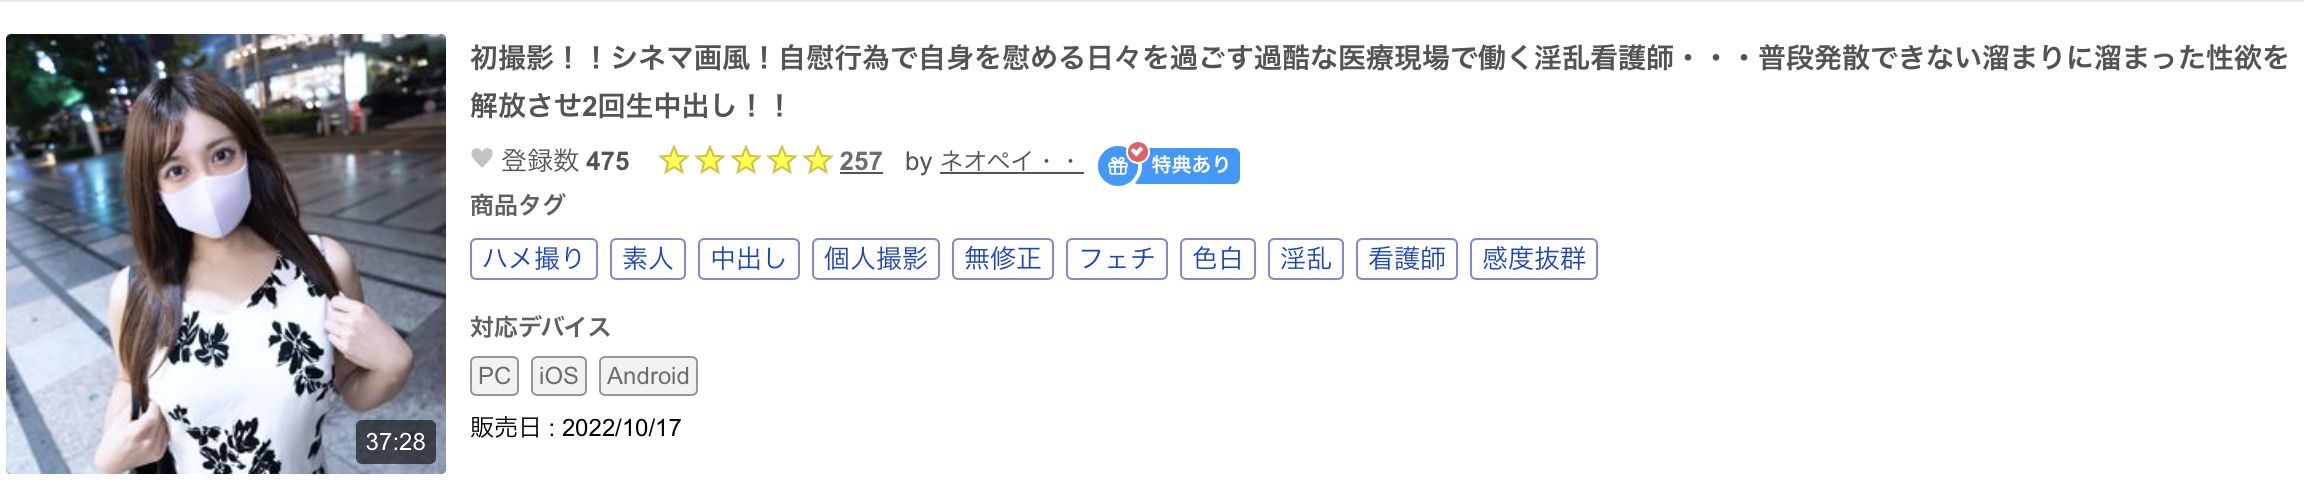 初撮影！！シネマ画風！自慰行為で自身を慰める日々を過ごす過酷な医療現場で働く淫乱看護師・・・普段発散できない溜まりに溜まった性欲を
解放させ2回生中出し！！
登録数 475 257 by ネオペイ・・ 特典あり
商品タグ
ハメ撮り 素人 中出し 個人撮影 無修正 フェチ 色白 淫乱 看護師 感度抜群
対応デバイス
PC iOS Android
37:28
販売日 : 2022/10/17